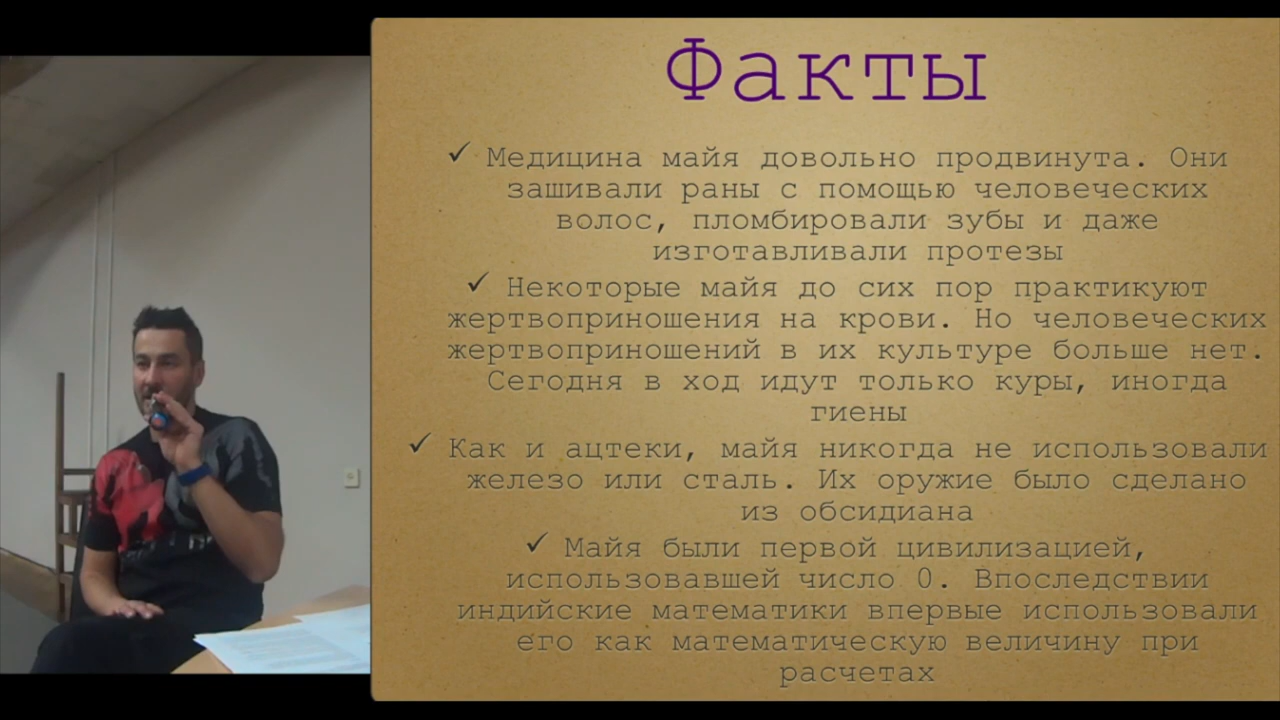 Факты
✓ Медицина майя довольно продвинута. Они
зашивали раны с помощью человеческих
волос, пломбировали зубы и даже
изготавливали протезы
✓ Некоторые майя до сих пор практикуют
жертвоприношения на крови. Но человеческих
жертвоприношений в их культуре больше нет.
Сегодня в ход идут только куры, иногда
гиены
✓ Как и ацтеки, майя никогда не использовали
железо или сталь. Их оружие было сделано
из обсидиана
✓ Майя были первой цивилизацией,
использовавшей число 0. Впоследствии
индийские математики впервые использовали
его как математическую величину при
расчетах